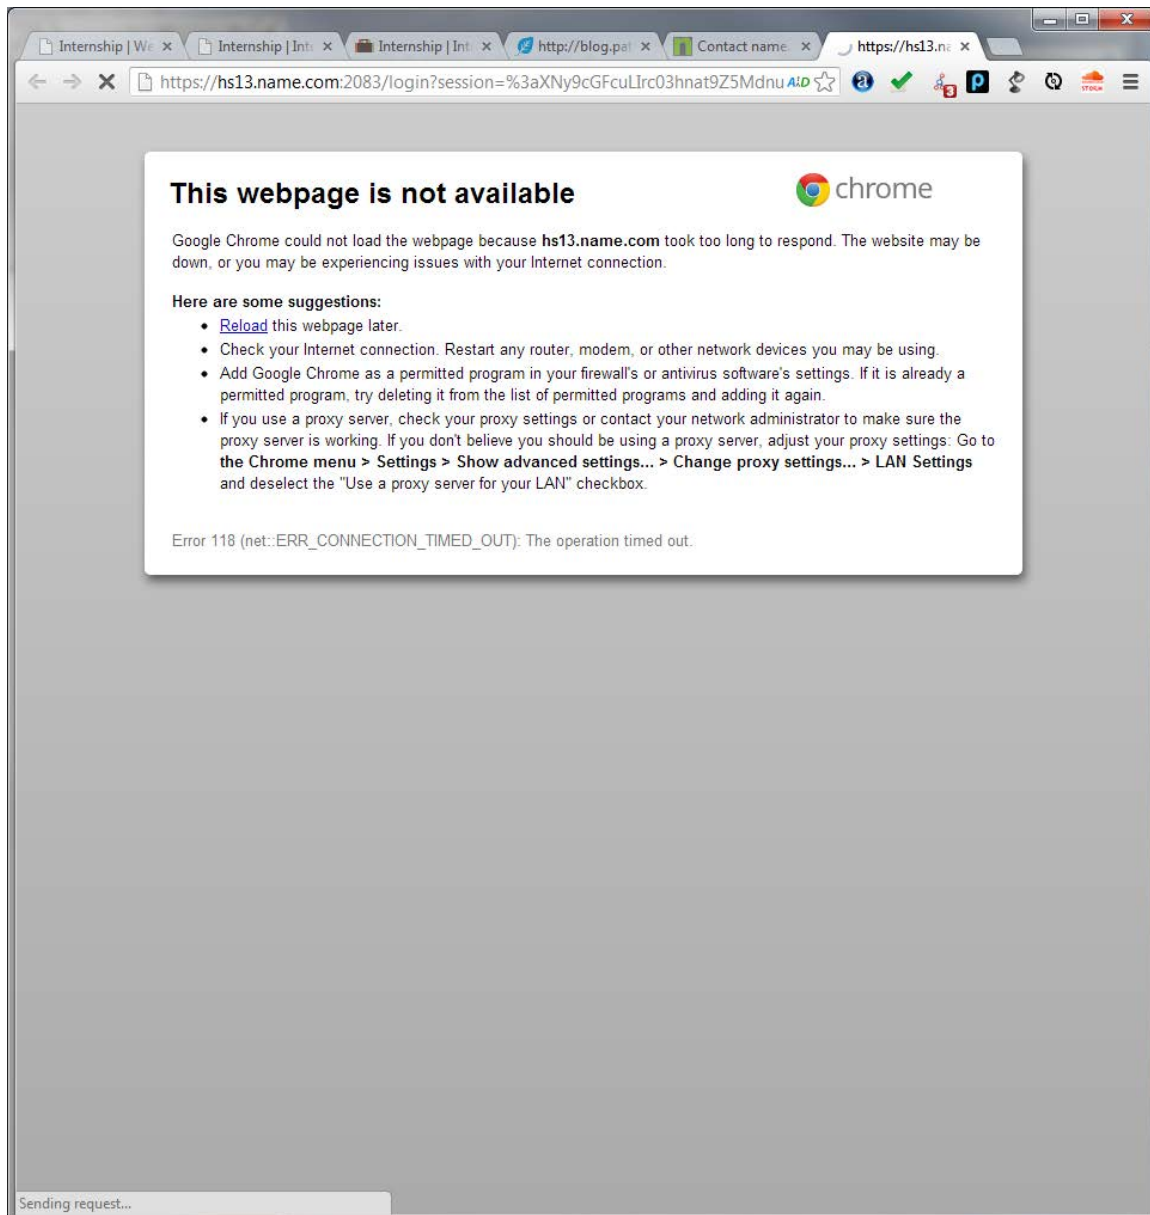 Internship | We
Internship | Int
Internship | Int
http://blog.pat
Contact name
https://hs13.na
https://hs13.name.com:2083/login?session=%3aXNy9cGFcuLIrc03hnat9Z5Mdnu
This webpage is not available
chrome
Google Chrome could not load the webpage because hs13.name.com took too long to respond. The website may be
down, or you may be experiencing issues with your Internet connection.
Here are some suggestions:
Reload this webpage later.
Check your Internet connection. Restart any router, modem, or other network devices you may be using.
Add Google Chrome as a permitted program in your firewall's or antivirus software's settings. If it is already a
permitted program, try deleting it from the list of permitted programs and adding it again.
If you use a proxy server, check your proxy settings or contact your network administrator to make sure the
proxy server is working. If you don't believe you should be using a proxy server, adjust your proxy settings: Go to
the Chrome menu > Settings > Show advanced settings... > Change proxy settings... > LAN Settings
and deselect the "Use a proxy server for your LAN" checkbox.
Error 118 (net::ERR_CONNECTION_TIMED_OUT): The operation timed out.
Sending request...